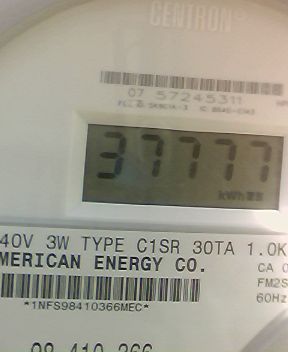 CENTRON®
07 57245311
37777
kWh
40V 3W TYPE C1SR 30TA 1.0K
MERICAN ENERGY CO.
CA 0
FM2S
60Hz
*1NFS98410366MEC*
98 410 366